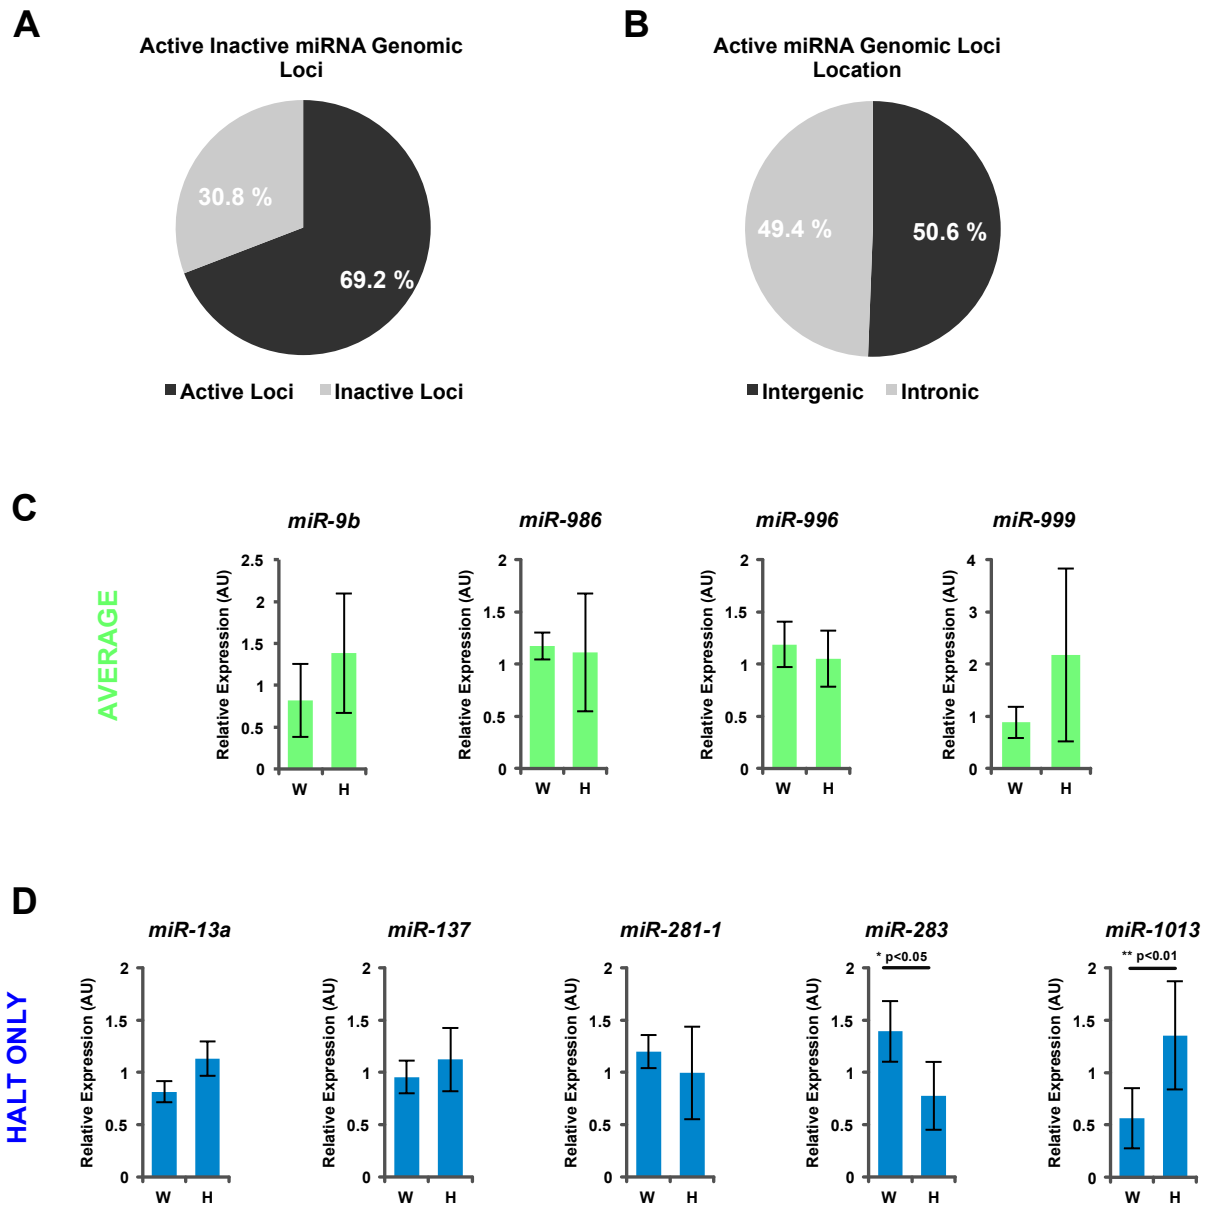 A
Active Inactive miRNA Genomic
Loci
30.8 %
69.2 %
Active Loci
Inactive Loci
B
Active miRNA Genomic Loci
Location
49.4 %
50.6 %
Intergenic
Intronic
C
AVERAGE
miR-9b
Relative Expression (AU)
2.5
2
1.5
1
0.5
0
W H
miR-986
Relative Expression (AU)
2
1.5
1
0.5
0
W H
miR-996
Relative Expression (AU)
2
1.5
1
0.5
0
W H
miR-999
Relative Expression (AU)
4
3
2
1
0
W H
D
HALT ONLY
miR-13a
Relative Expression (AU)
2
1.5
1
0.5
0
W H
miR-137
Relative Expression (AU)
2
1.5
1
0.5
0
W H
miR-281-1
Relative Expression (AU)
2
1.5
1
0.5
0
W H
miR-283
* p<0.05
Relative Expression (AU)
2
1.5
1
0.5
0
W H
miR-1013
** p<0.01
Relative Expression (AU)
2
1.5
1
0.5
0
W H